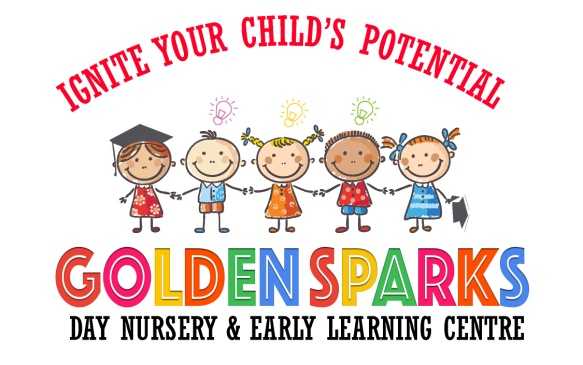 IGNITE YOUR CHILD'S POTENTIAL
GOLDEN SPARKS
DAY NURSERY & EARLY LEARNING CENTRE